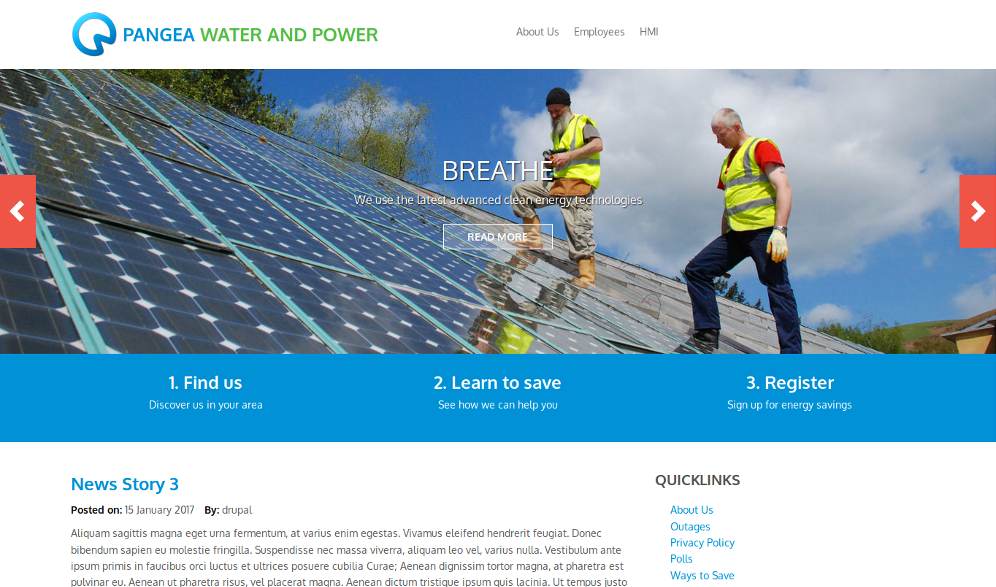 PANGEA WATER AND POWER
About Us Employees HMI
BREATHE
We use the latest advanced clean energy technologies
READ MORE
1. Find us
Discover us in your area
2. Learn to save
See how we can help you
3. Register
Sign up for energy savings
News Story 3
Posted on: 15 January 2017 By: drupal
Aliquam sagittis magna eget urna fermentum, at varius enim egestas. Vivamus eleifend hendrerit feugiat. Donec
bibendum sapien eu molestie fringilla. Suspendisse nec massa viverra, aliquam leo vel, varius nulla. Vestibulum ante
ipsum primis in faucibus orci luctus et ultrices posuere cubilia Curae; Aenean dignissim tortor magna, at pharetra est
pulvinar eu. Aenean ut pharetra risus, vel placerat magna. Aenean dictum tristique ipsum quis lacinia. Ut tempus justo
QUICKLINKS
About Us
Outages
Privacy Policy
Polls
Ways to Save